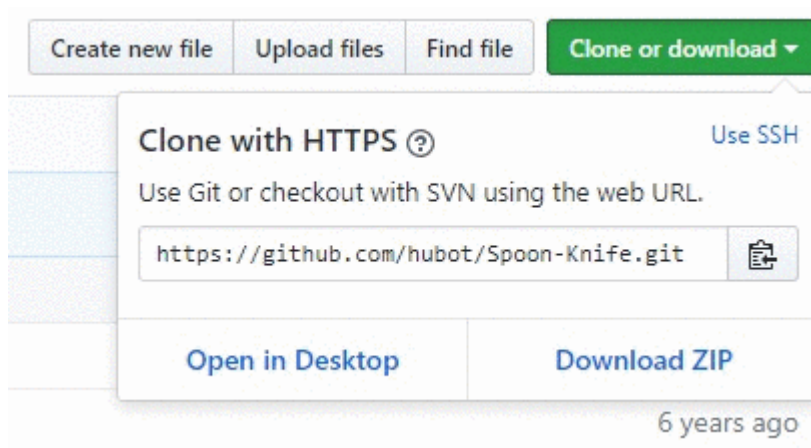 Create new file Upload files Find file Clone or download
Clone with HTTPS Use SSH
Use Git or checkout with SVN using the web URL.
https://github.com/hubot/Spoon-Knife.git
Open in Desktop Download ZIP
6 years ago